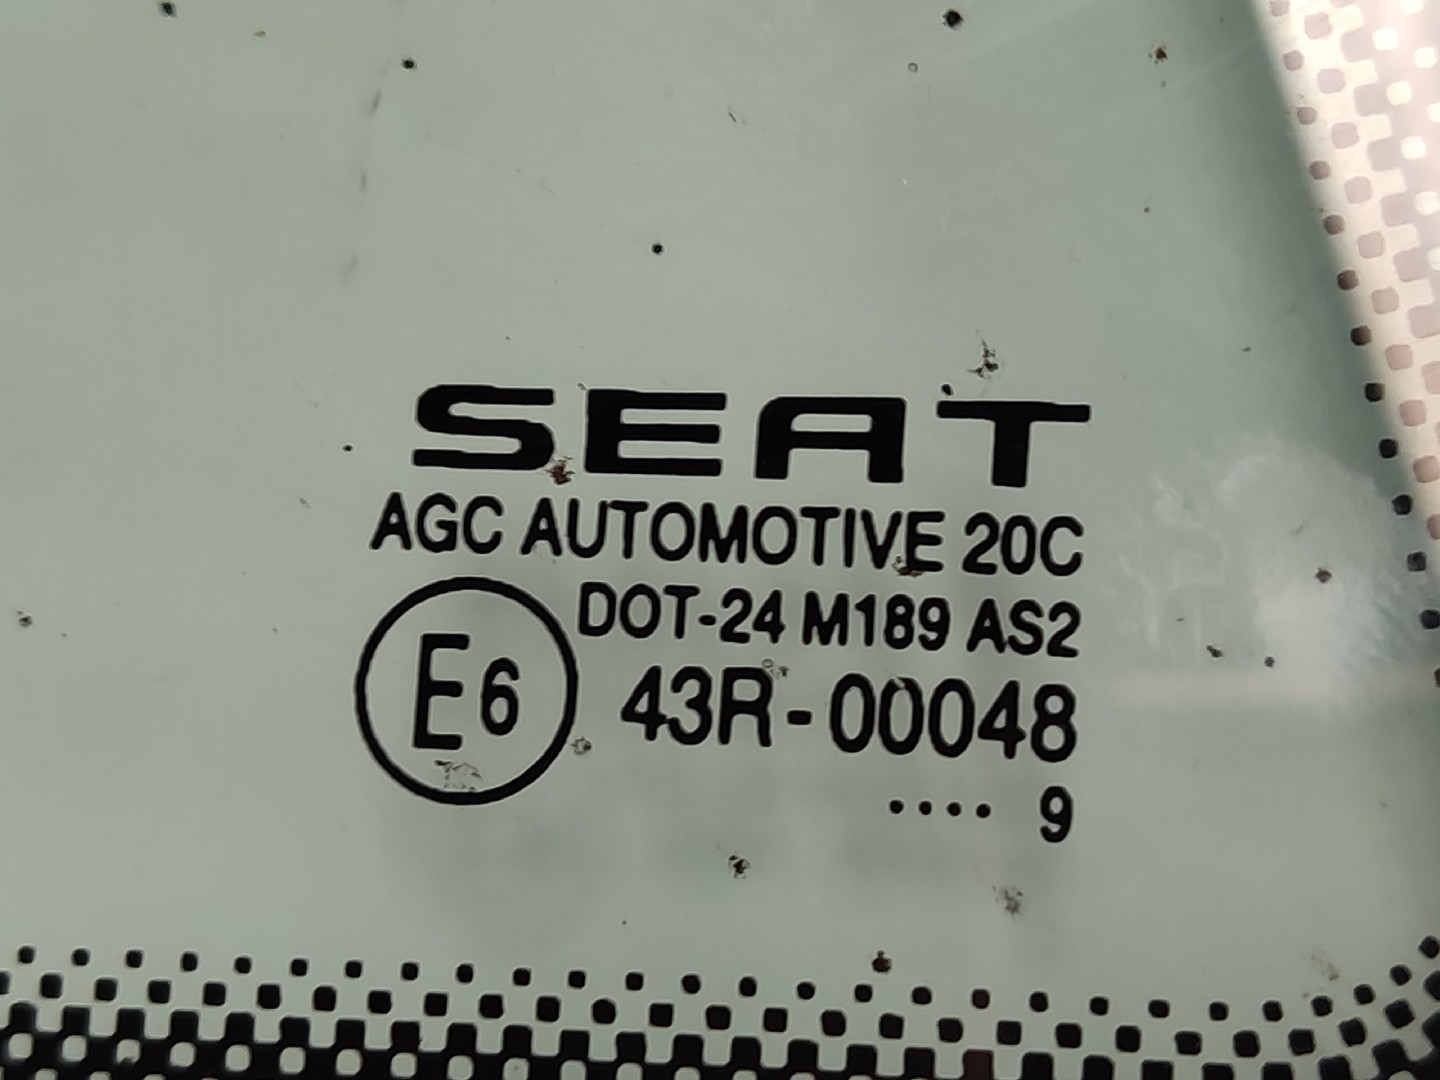 SEAT
AGC AUTOMOTIVE 20C
DOT-24 M189 AS2
E6 43R-00048
.... 9